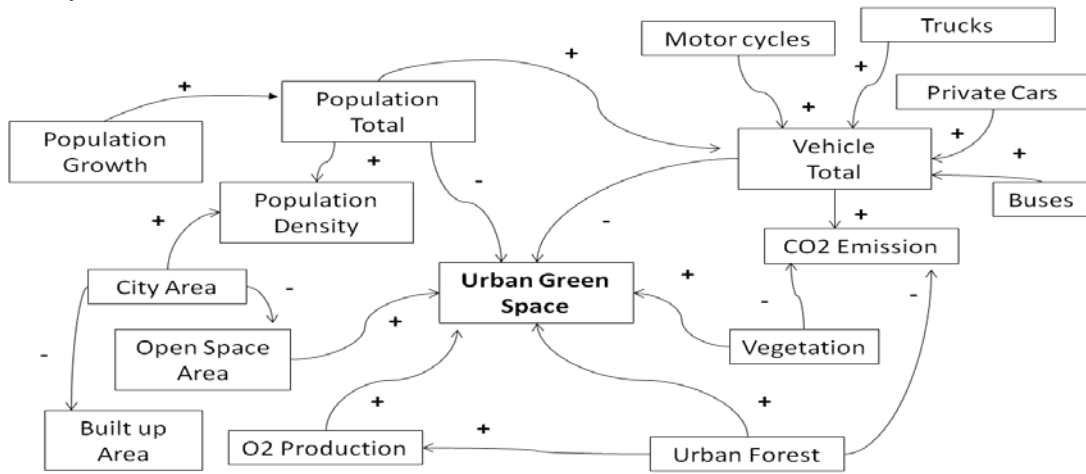 Motor cycles
Trucks
+
+
+
Population
Total
Private Cars
+
Population
Growth
+
Vehicle
Total
+
+
-
+
Population
Density
Buses
+
-
+
CO2 Emission
City Area
-
Urban Green
Space
+
-
-
+
Open Space
Area
Vegetation
-
Built up
Area
+
+
O2 Production
+
Urban Forest